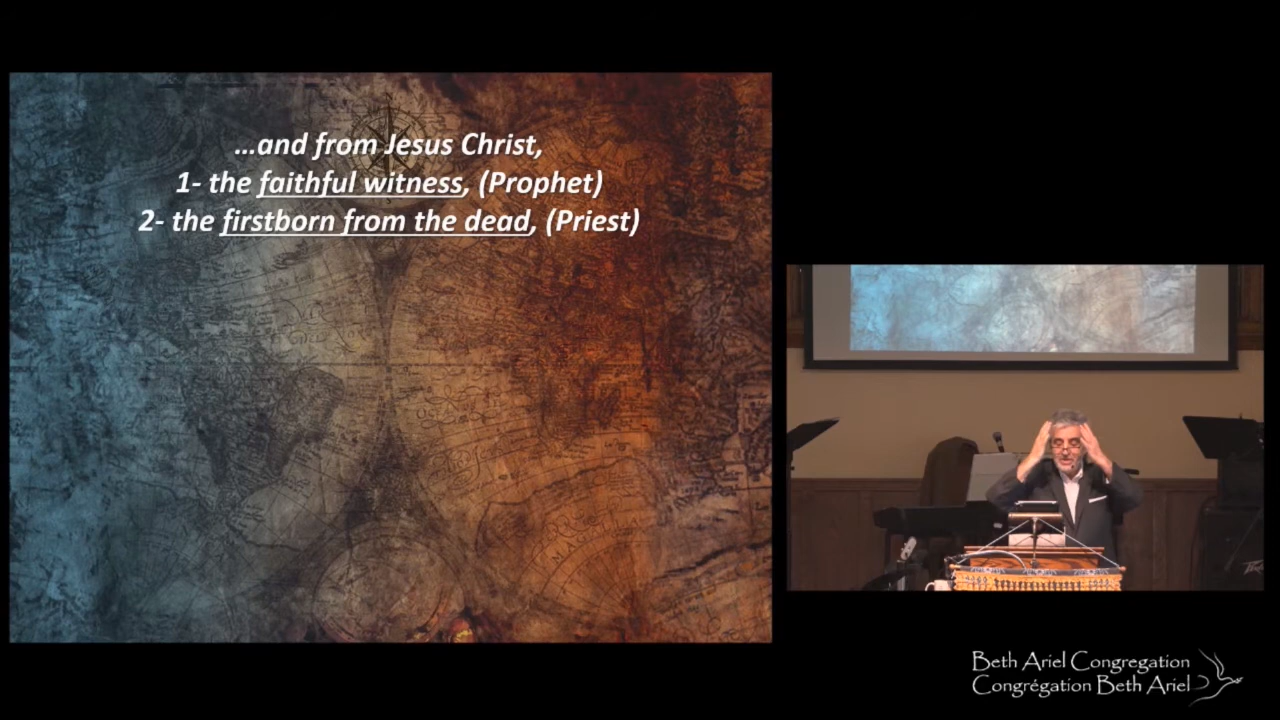 ...and from Jesus Christ,
1- the faithful witness, (Prophet)
2- the firstborn from the dead, (Priest)
Beth Ariel Congregation
Congrégation Beth Ariel